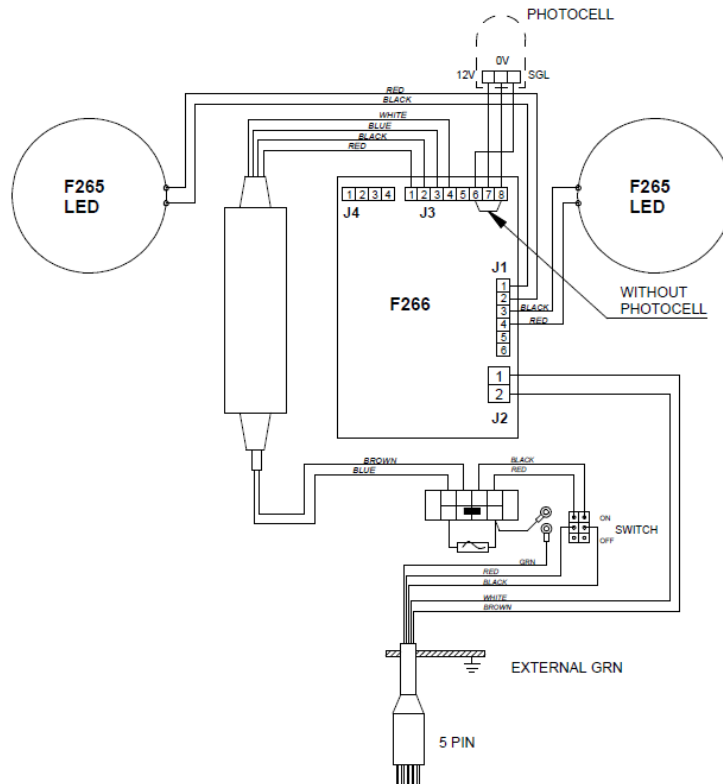 PHOTOCELL
0V
12V
SGL
RED
BLACK
WHITE
BLUE
BLACK
RED
F265
LED
F265
LED
1 2 3 4
1 2 3 4 5 6 7 8
J4
J3
J1
1
2
3
4
5
6
BLACK
RED
WITHOUT
PHOTOCELL
F266
1
2
J2
BROWN
BLUE
BLACK
RED
ON
SWITCH
OFF
GRN
RED
BLACK
WHITE
BROWN
EXTERNAL GRN
5 PIN